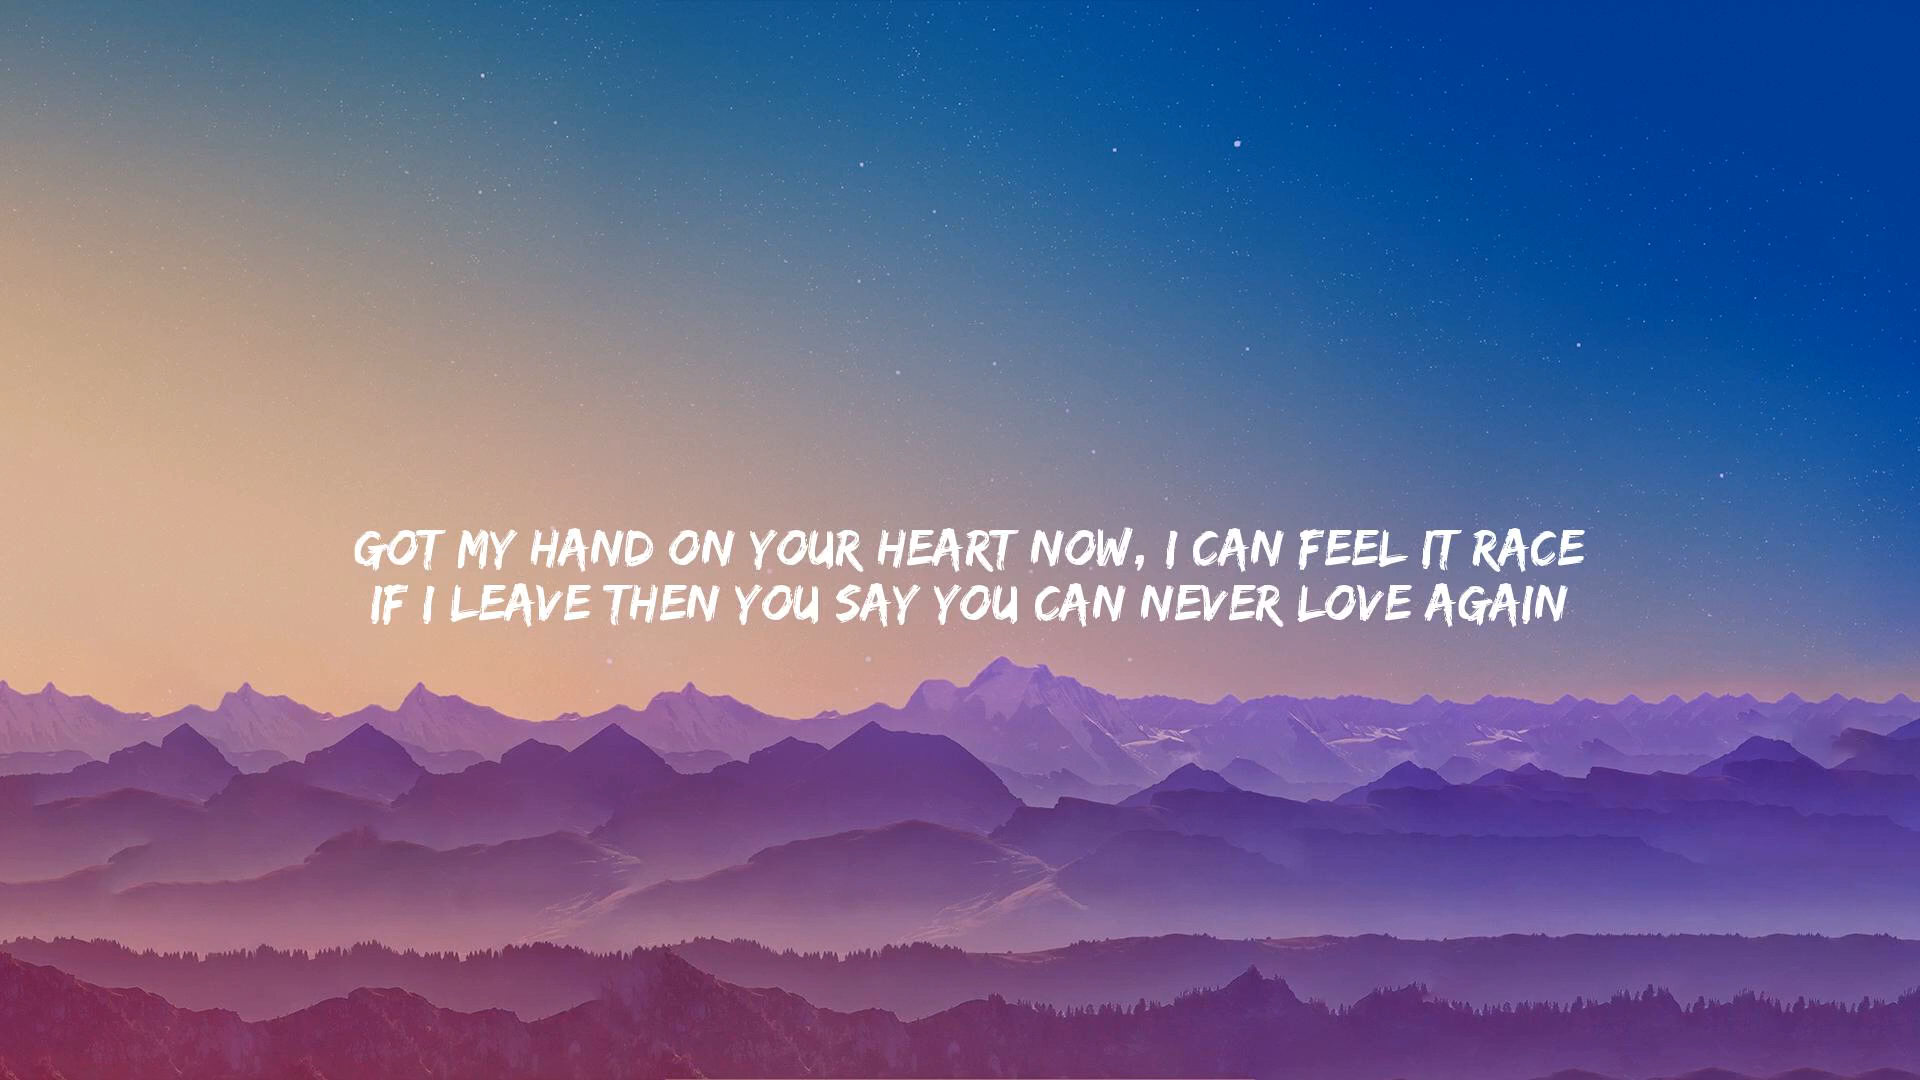 GOT MY HAND ON YOUR HEART NOW, I CAN FEEL IT RACE
IF I LEAVE THEN YOU SAY YOU CAN NEVER LOVE AGAIN